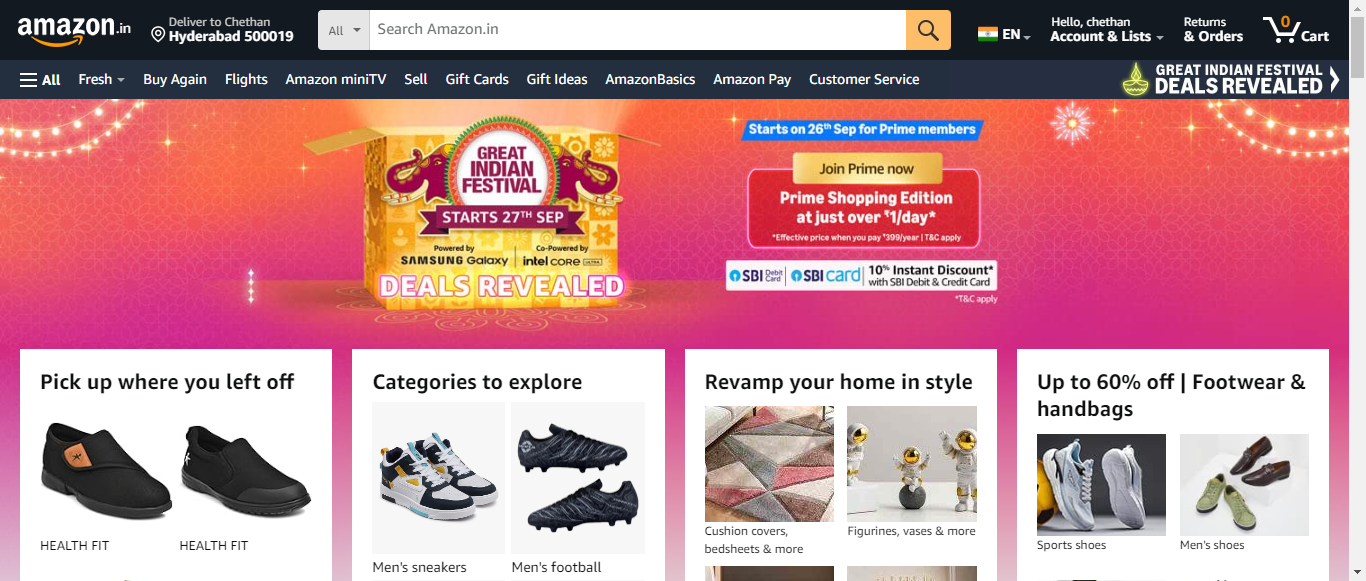 amazon.in
Deliver to Chethan
Hyderabad 500019
All
Search Amazon.in
EN
Hello, chethan
Account & Lists
Returns
& Orders
0
Cart
All
Fresh
Buy Again
Flights
Amazon miniTV
Sell
Gift Cards
Gift Ideas
AmazonBasics
Amazon Pay
Customer Service
GREAT INDIAN FESTIVAL
DEALS REVEALED
GREAT
INDIAN
FESTIVAL
STARTS 27TH SEP
Powered by
SAMSUNG Galaxy
Co-Powered by
intel CORE ULTRA
DEALS REVEALED
Starts on 26th Sep for Prime members
Join Prime now
Prime Shopping Edition
at just over ₹1/day*
*Effective price when you pay ₹399/year | T&C apply
SBI Debit Card
SBI card
10% Instant Discount*
with SBI Debit & Credit Card
*T&C apply
Pick up where you left off
HEALTH FIT
HEALTH FIT
Categories to explore
Men's sneakers
Men's football
Revamp your home in style
Cushion covers,
bedsheets & more
Figurines, vases & more
Up to 60% off | Footwear &
handbags
Sports shoes
Men's shoes